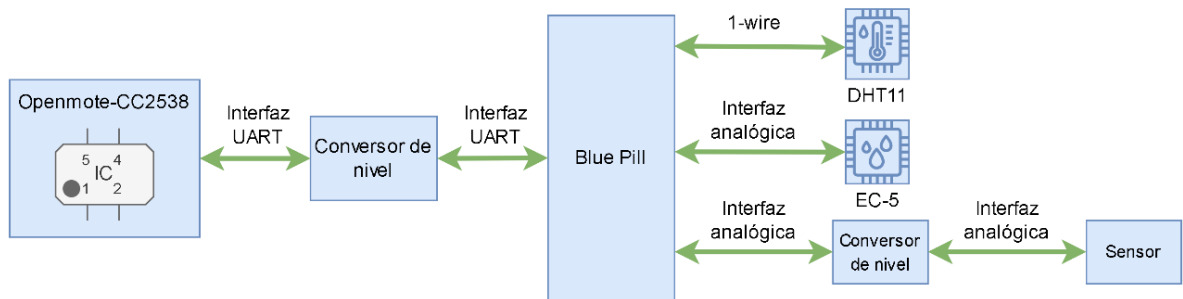 Openmote-CC2538
5 4
IC
1 2
Interfaz
UART
Conversor de
nivel
Interfaz
UART
Blue Pill
1-wire
DHT11
Interfaz
analógica
EC-5
Interfaz
analógica
Conversor
de nivel
Interfaz
analógica
Sensor